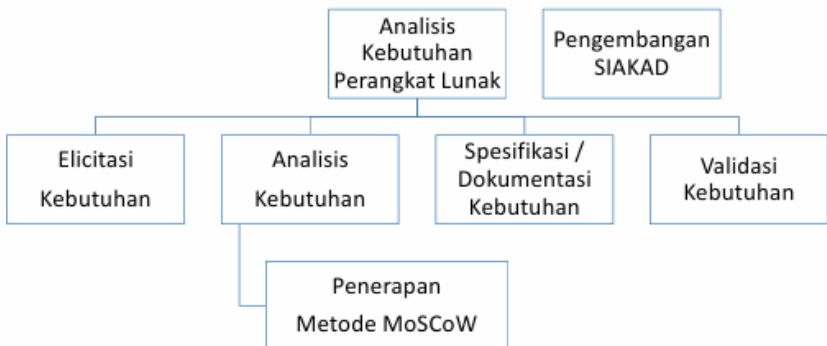 Analisis
Kebutuhan
Perangkat Lunak
Pengembangan
SIAKAD
Elicitasi
Kebutuhan
Analisis
Kebutuhan
Spesifikasi /
Dokumentasi
Kebutuhan
Validasi
Kebutuhan
Penerapan
Metode MoSCoW